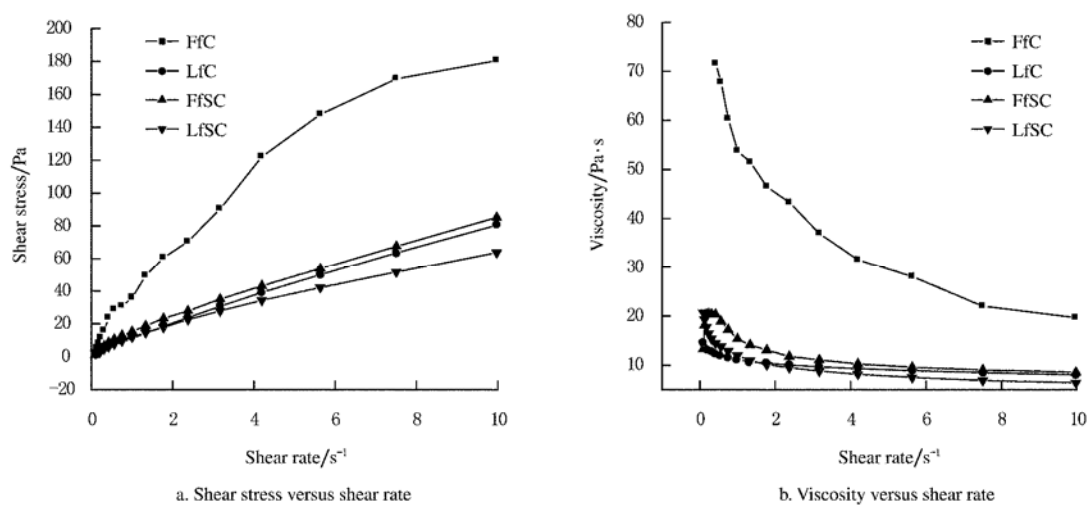 200
180
160
140
120
100
80
60
40
20
0
−20
Shear stress/Pa
FfC
LfC
FfSC
LfSC
0
2
4
6
8
10
Shear rate/s⁻¹
a. Shear stress versus shear rate
80
70
60
50
40
30
20
10
Viscosity/Pa·s
FfC
LfC
FfSC
LfSC
0
2
4
6
8
10
Shear rate/s⁻¹
b. Viscosity versus shear rate